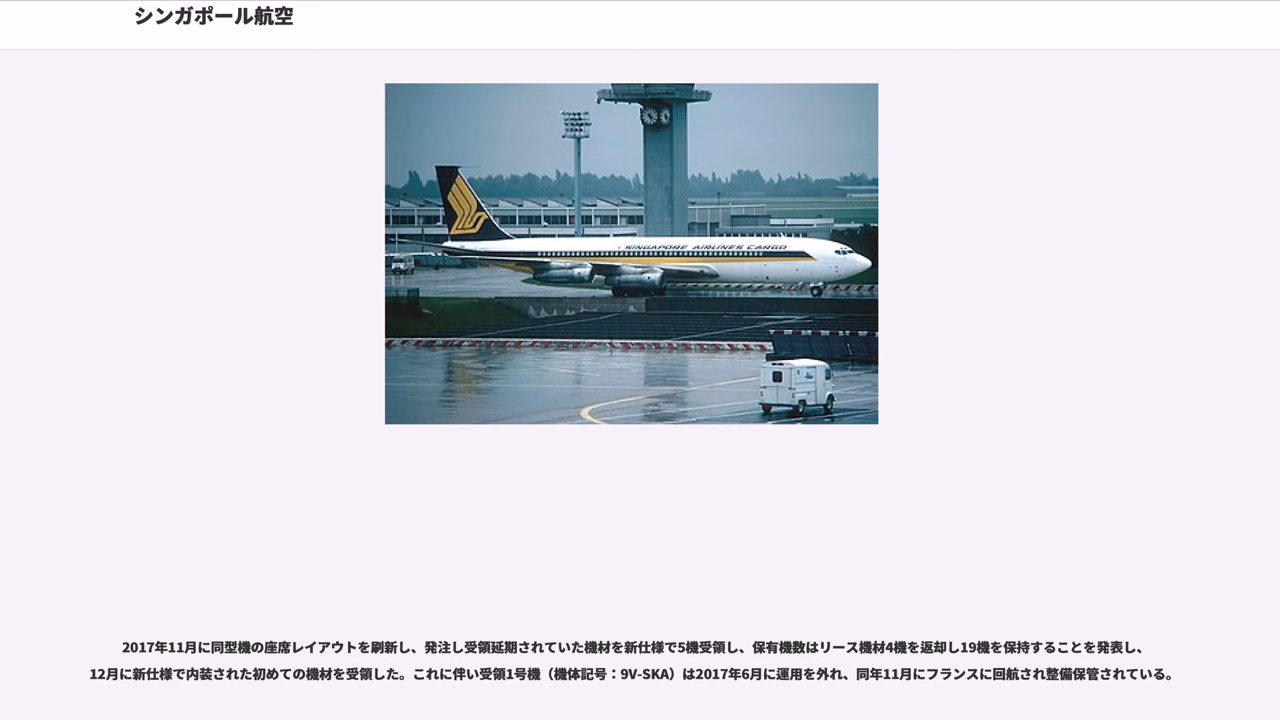 シンガポール航空
SINGAPORE AIRLINES CARGO
2017年11月に同型機の座席レイアウトを刷新し、発注し受領延期されていた機材を新仕様で5機受領し、保有機数はリース機材4機を返却し19機を保持することを発表し、
12月に新仕様で内装された初めての機材を受領した。これに伴い受領1号機（機体記号：9V-SKA）は2017年6月に運用を外れ、同年11月にフランスに回航され整備保管されている。